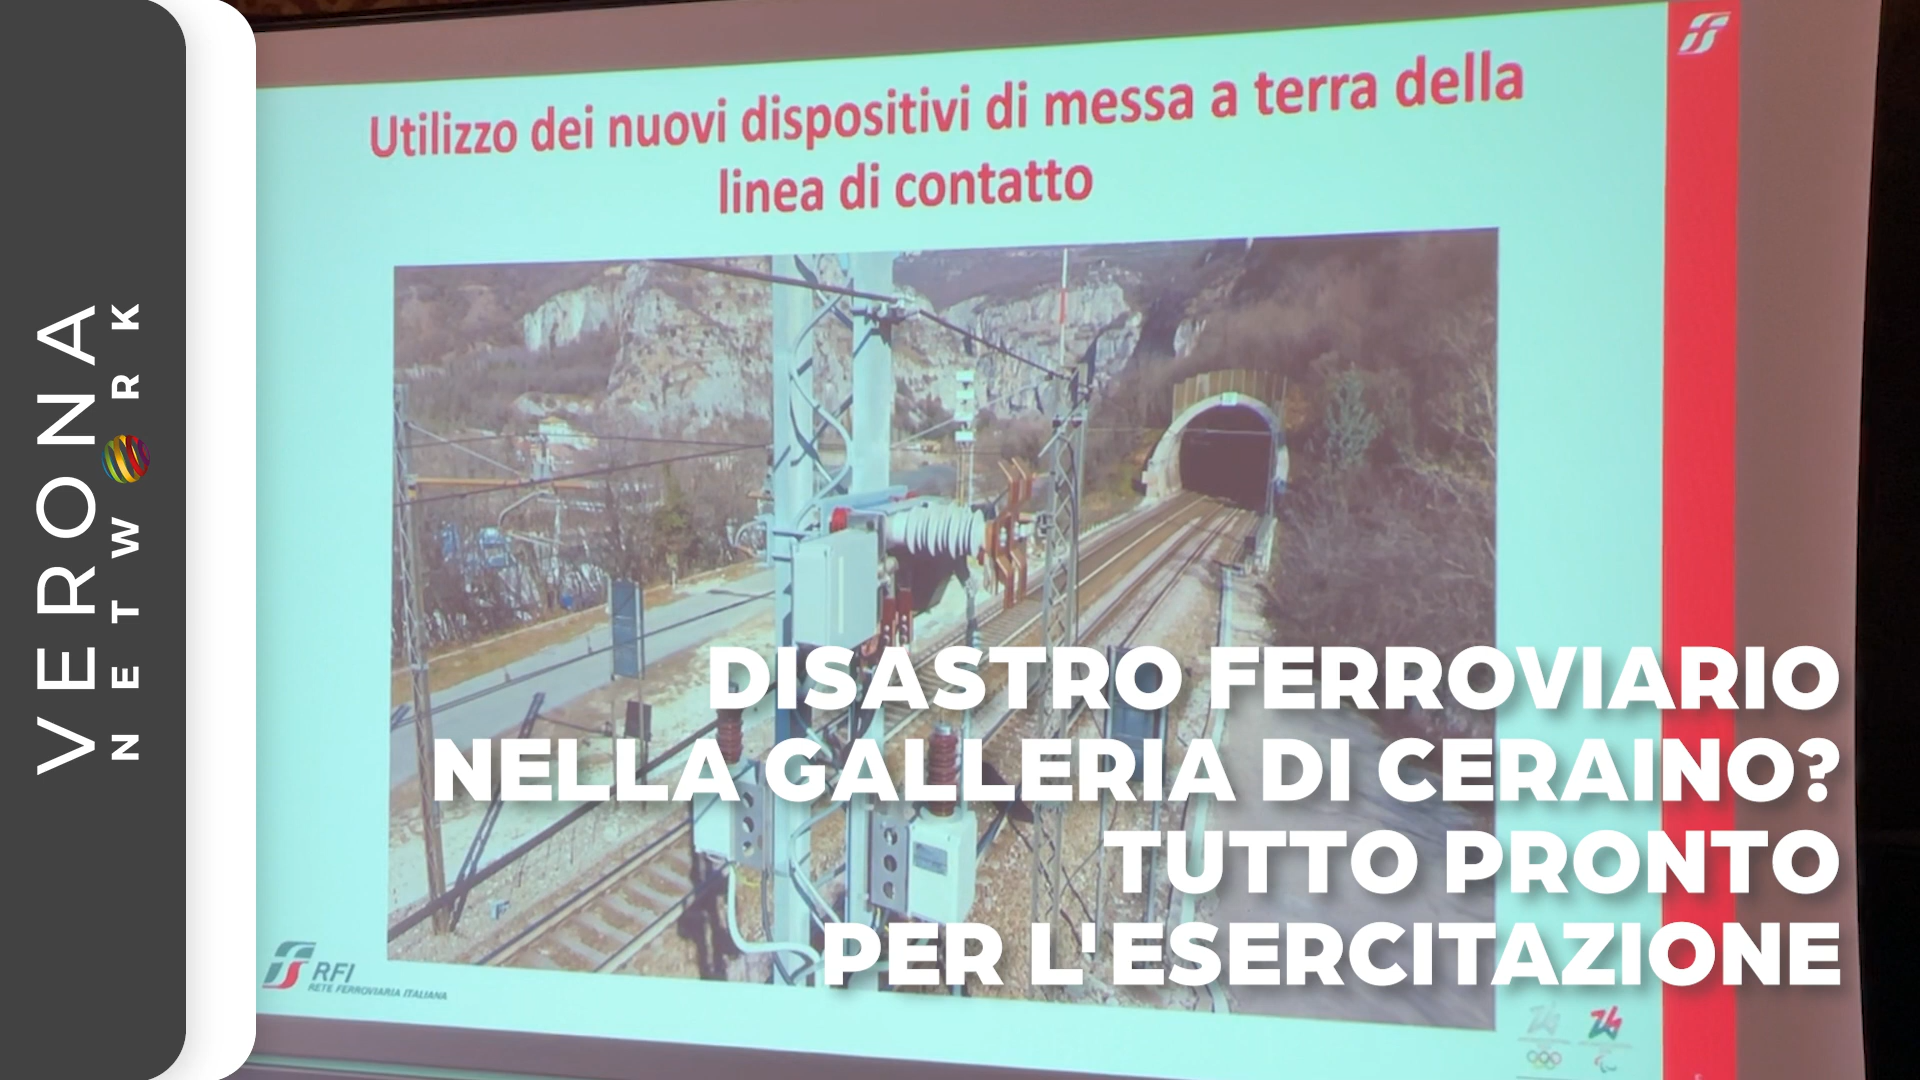 VERONA
NETWORK
Utilizzo dei nuovi dispositivi di messa a terra della
linea di contatto
DISASTRO FERROVIARIO
NELLA GALLERIA DI CERAINO?
TUTTO PRONTO
PER L'ESERCITAZIONE
RFI
RETE FERROVIARIA ITALIANA